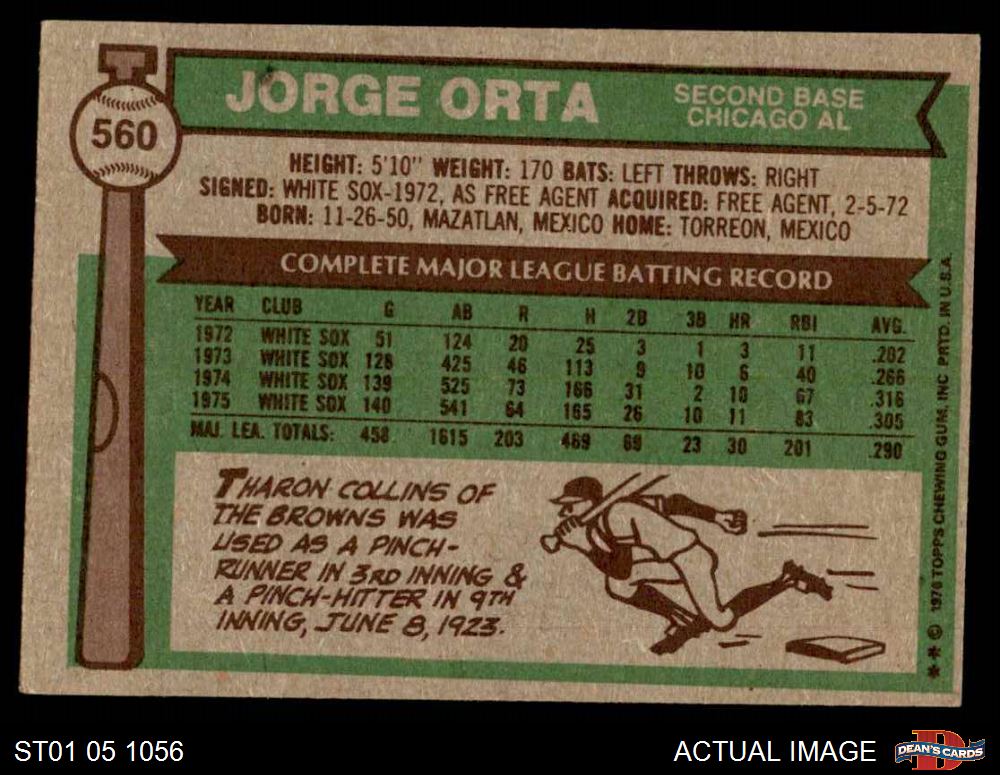 560
JORGE ORTA
SECOND BASE
CHICAGO AL
HEIGHT: 5'10" WEIGHT: 170 BATS: LEFT THROWS: RIGHT
SIGNED: WHITE SOX-1972, AS FREE AGENT ACQUIRED: FREE AGENT, 2-5-72
BORN: 11-26-50, MAZATLAN, MEXICO HOME: TORREON, MEXICO
COMPLETE MAJOR LEAGUE BATTING RECORD
YEAR CLUB G AB R H 2B 3B HR RBI AVG.
1972 WHITE SOX 51 124 20 25 3 1 3 11 .202
1973 WHITE SOX 128 425 46 113 9 10 6 40 .266
1974 WHITE SOX 139 525 73 166 31 2 10 67 .316
1975 WHITE SOX 140 541 64 165 26 10 11 83 .305
MAJ. LEA. TOTALS: 458 1615 203 469 69 23 30 201 .290
THARON COLLINS OF
THE BROWNS WAS
USED AS A PINCH-
RUNNER IN 3RD INNING &
A PINCH-HITTER IN 9TH
INNING, JUNE 8, 1923.
** © 1976 TOPPS CHEWING GUM, INC PRTD. IN U.S.A.
ST01 05 1056
ACTUAL IMAGE
D
DEAN'S CARDS